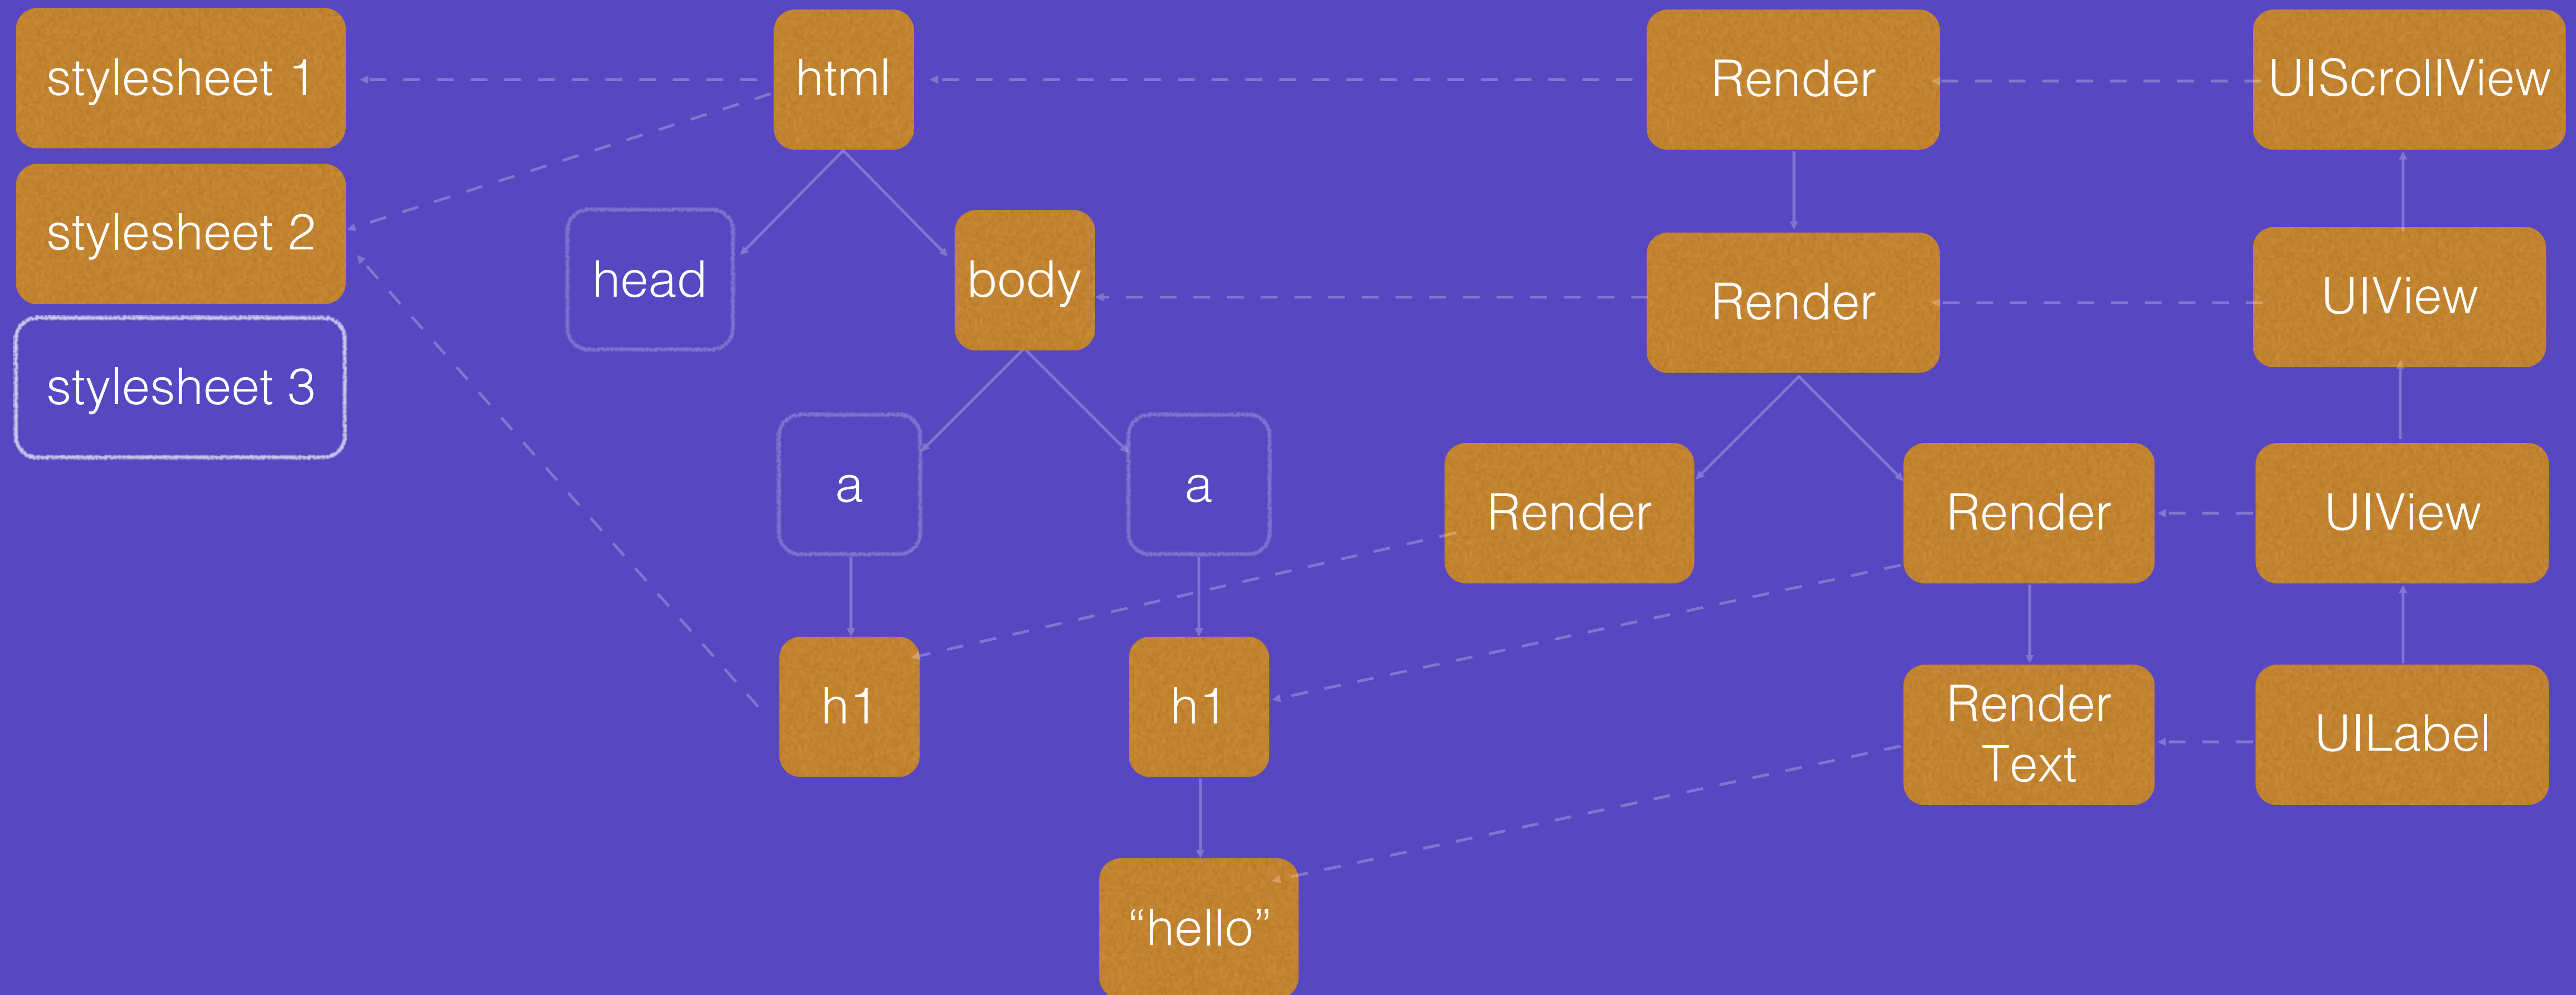 stylesheet 1
html
Render
UIScrollView
stylesheet 2
head
body
Render
UIView
stylesheet 3
a
a
Render
Render
UIView
h1
h1
Render
Text
UILabel
“hello”